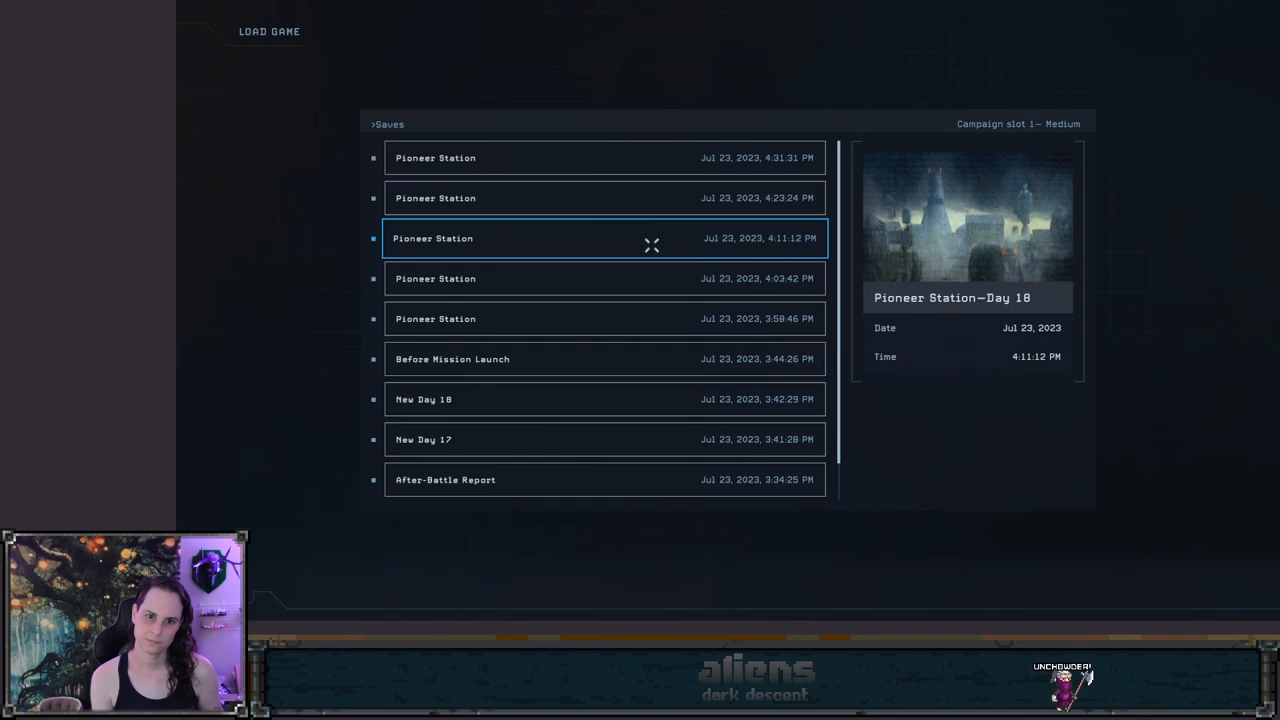 LOAD GAME
›Saves
Campaign slot 1— Medium
Pioneer Station Jul 23, 2023, 4:31:31 PM
Pioneer Station Jul 23, 2023, 4:23:24 PM
Pioneer Station Jul 23, 2023, 4:11:12 PM
Pioneer Station Jul 23, 2023, 4:03:42 PM
Pioneer Station Jul 23, 2023, 3:58:46 PM
Before Mission Launch Jul 23, 2023, 3:44:26 PM
New Day 18 Jul 23, 2023, 3:42:29 PM
New Day 17 Jul 23, 2023, 3:41:28 PM
After-Battle Report Jul 23, 2023, 3:34:25 PM
Pioneer Station—Day 18
Date Jul 23, 2023
Time 4:11:12 PM
aliens
dark descent
UNCHOWDER!